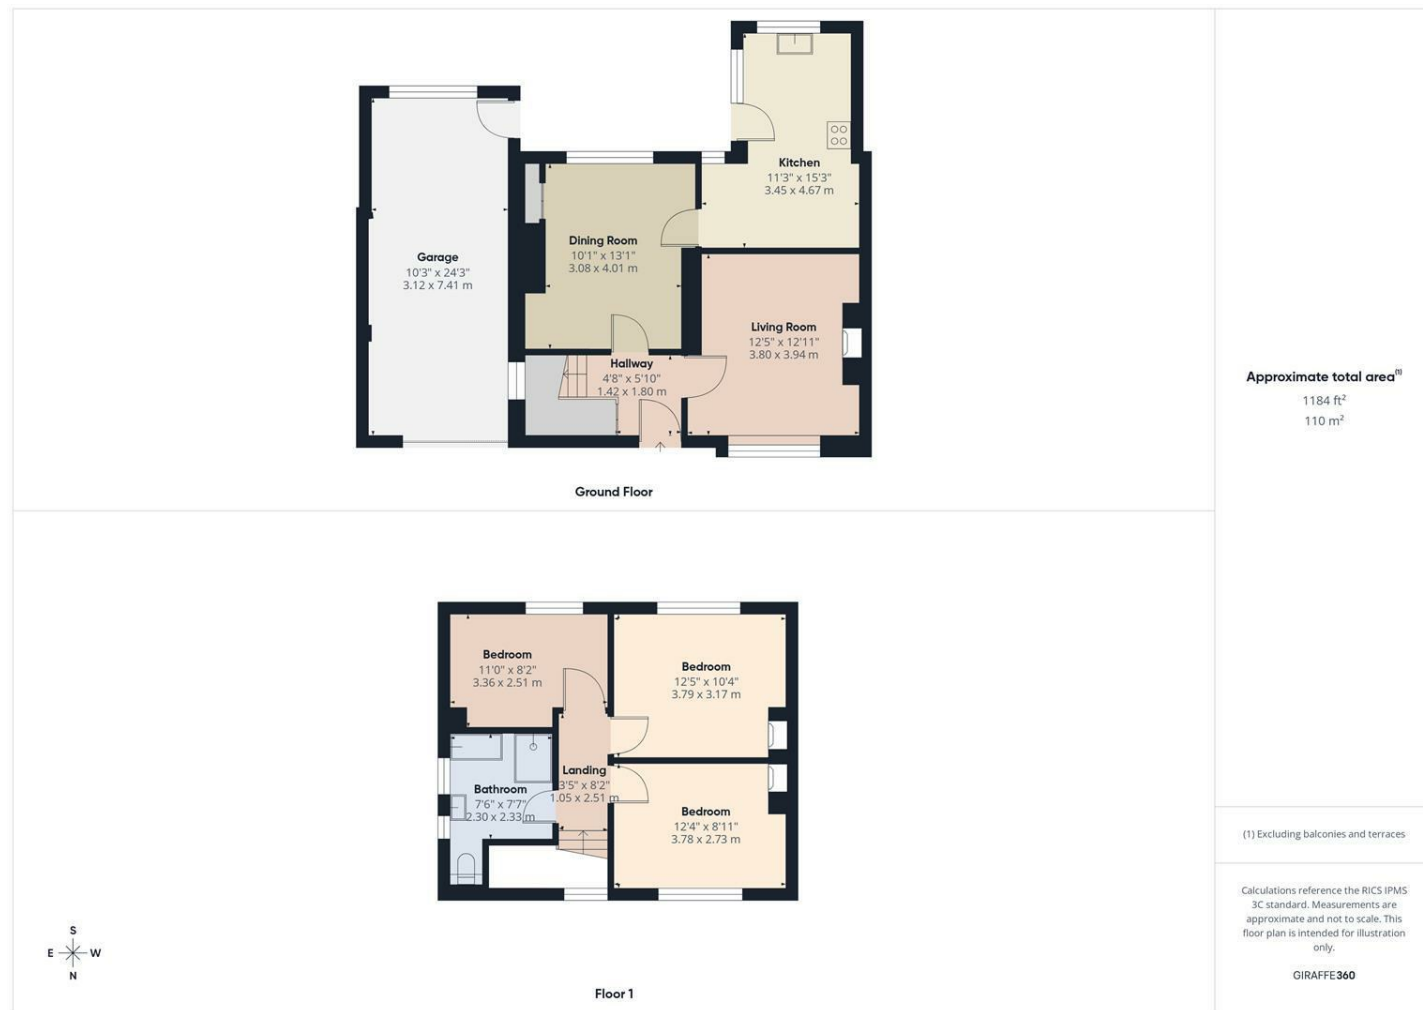 Kitchen
11'3" x 15'3"
3.45 x 4.67 m
Dining Room
10'1" x 13'1"
3.08 x 4.01 m
Garage
10'3" x 24'3"
3.12 x 7.41 m
Living Room
12'5" x 12'11"
3.80 x 3.94 m
Hallway
4'8" x 5'10"
1.42 x 1.80 m
Ground Floor
Approximate total area(1)
1184 ft²
110 m²
Bedroom
11'0" x 8'2"
3.36 x 2.51 m
Bedroom
12'5" x 10'4"
3.79 x 3.17 m
Landing
3'5" x 8'2"
1.05 x 2.51 m
Bathroom
7'6" x 7'7"
2.30 x 2.33 m
Bedroom
12'4" x 8'11"
3.78 x 2.73 m
S
E W
N
Floor 1
(1) Excluding balconies and terraces
Calculations reference the RICS IPMS
3C standard. Measurements are
approximate and not to scale. This
floor plan is intended for illustration
only.
GIRAFFE360